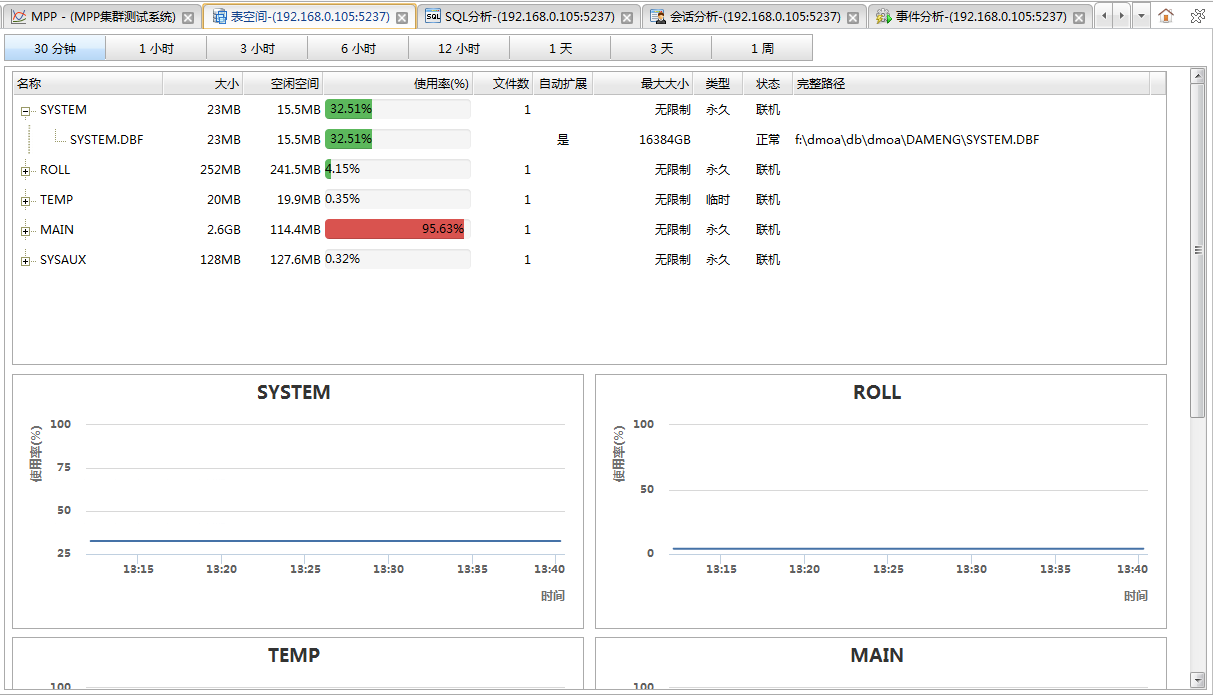 MPP - (MPP集群测试系统) 表空间-(192.168.0.105:5237) SQL SQL分析-(192.168.0.105:5237) 会话分析-(192.168.0.105:5237) 事件分析-(192.168.0.105:5237)
30 分钟 1 小时 3 小时 6 小时 12 小时 1 天 3 天 1 周
名称 大小 空闲空间 使用率(%) 文件数 自动扩展 最大大小 类型 状态 完整路径
SYSTEM 23MB 15.5MB 32.51% 1 无限制 永久 联机
SYSTEM.DBF 23MB 15.5MB 32.51% 是 16384GB 正常 f:\dmoa\db\dmoa\DAMENG\SYSTEM.DBF
ROLL 252MB 241.5MB 4.15% 1 无限制 永久 联机
TEMP 20MB 19.9MB 0.35% 1 无限制 临时 联机
MAIN 2.6GB 114.4MB 95.63% 1 无限制 永久 联机
SYSAUX 128MB 127.6MB 0.32% 1 无限制 永久 联机
SYSTEM
使用率(%)
100
75
50
25
13:15 13:20 13:25 13:30 13:35 13:40
时间
ROLL
使用率(%)
100
50
0
13:15 13:20 13:25 13:30 13:35 13:40
时间
TEMP
100
MAIN
100